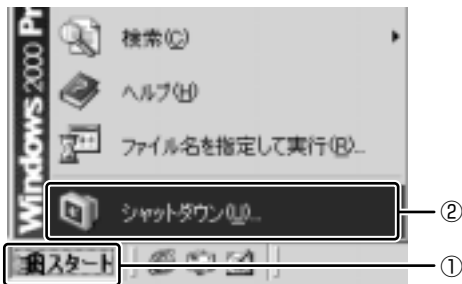 Windows 2000 Pr
検索(C)
ヘルプ(H)
ファイル名を指定して実行(R)...
シャットダウン(U)... ②
スタート ①